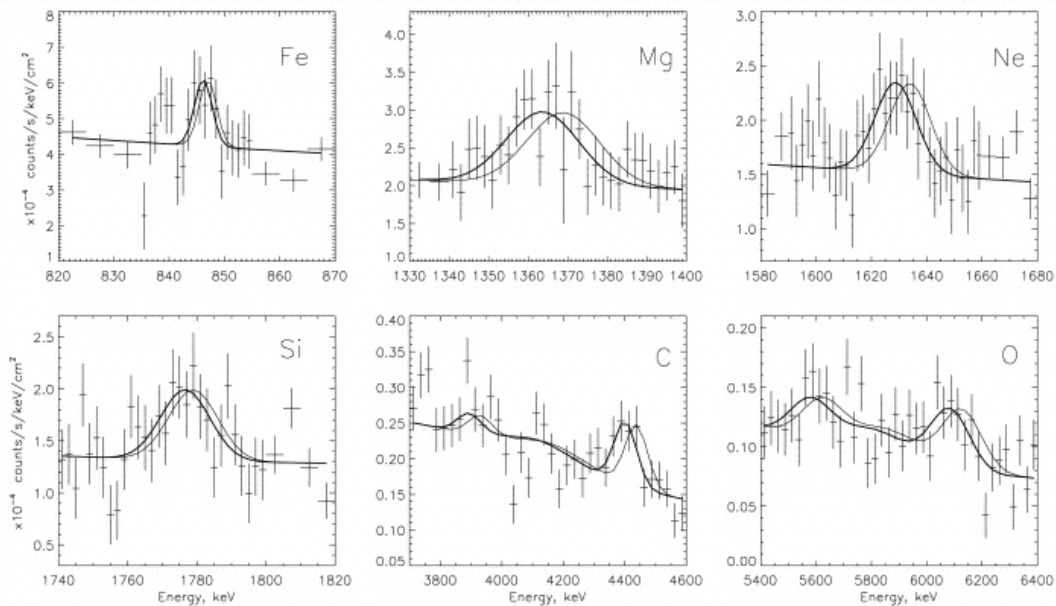 8
7
6
5
4
3
2
1
820 830 840 850 860 870
x10⁻⁴ counts/s/keV/cm²
Fe
4.0
3.5
3.0
2.5
2.0
1.5
1.0
1330 1340 1350 1360 1370 1380 1390 1400
Mg
3.0
2.5
2.0
1.5
1.0
1580 1600 1620 1640 1660 1680
Ne
2.5
2.0
1.5
1.0
0.5
1740 1760 1780 1800 1820
x10⁻⁴ counts/s/keV/cm²
Energy, keV
Si
0.40
0.35
0.30
0.25
0.20
0.15
0.10
0.05
3800 4000 4200 4400 4600
Energy, keV
C
0.20
0.15
0.10
0.05
0.00
5400 5600 5800 6000 6200 6400
Energy, keV
O